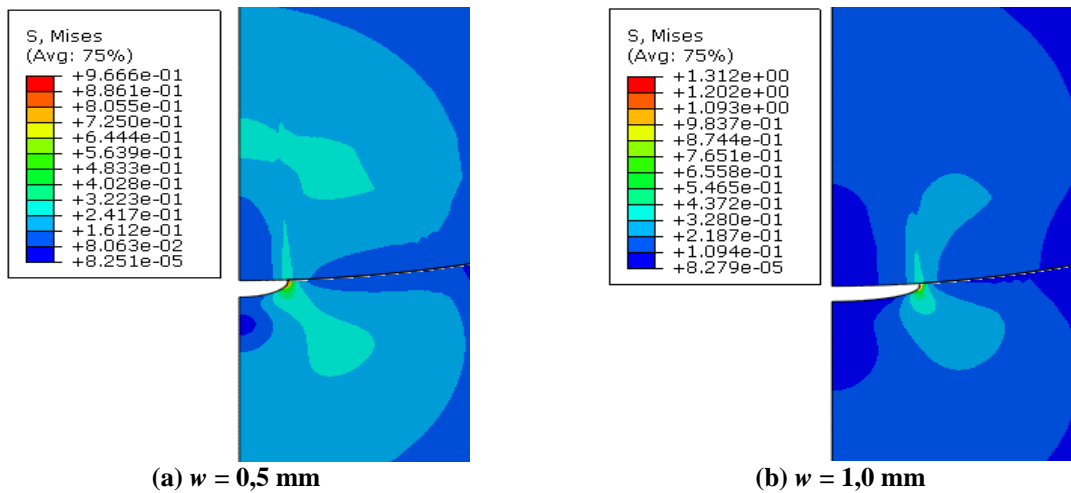 S, Mises
(Avg: 75%)
+9.666e-01
+8.861e-01
+8.055e-01
+7.250e-01
+6.444e-01
+5.639e-01
+4.833e-01
+4.028e-01
+3.223e-01
+2.417e-01
+1.612e-01
+8.063e-02
+8.251e-05
S, Mises
(Avg: 75%)
+1.312e+00
+1.202e+00
+1.093e+00
+9.837e-01
+8.744e-01
+7.651e-01
+6.558e-01
+5.465e-01
+4.372e-01
+3.280e-01
+2.187e-01
+1.094e-01
+8.279e-05
(a) w = 0,5 mm
(b) w = 1,0 mm